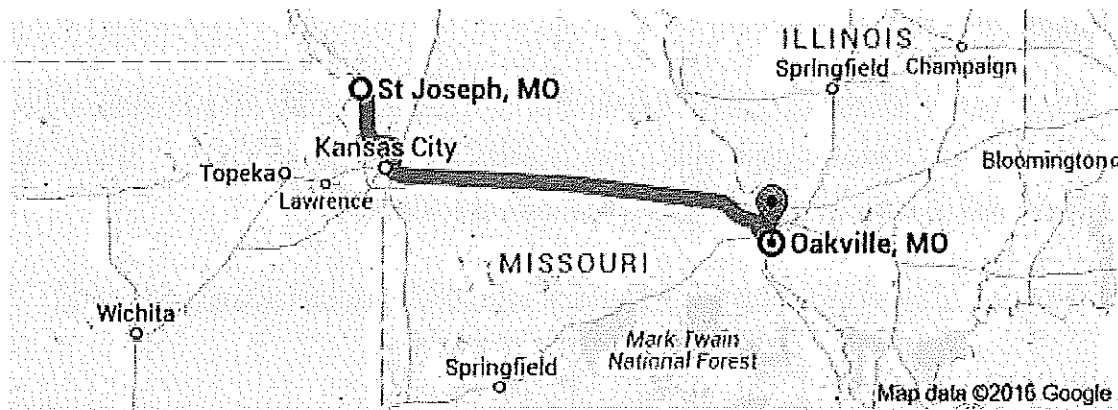 ILLINOIS
Springfield
Champaign
St Joseph, MO
Kansas City
Topeka
Lawrence
Bloomington
Oakville, MO
MISSOURI
Wichita
Mark Twain
National Forest
Springfield
Map data ©2016 Google